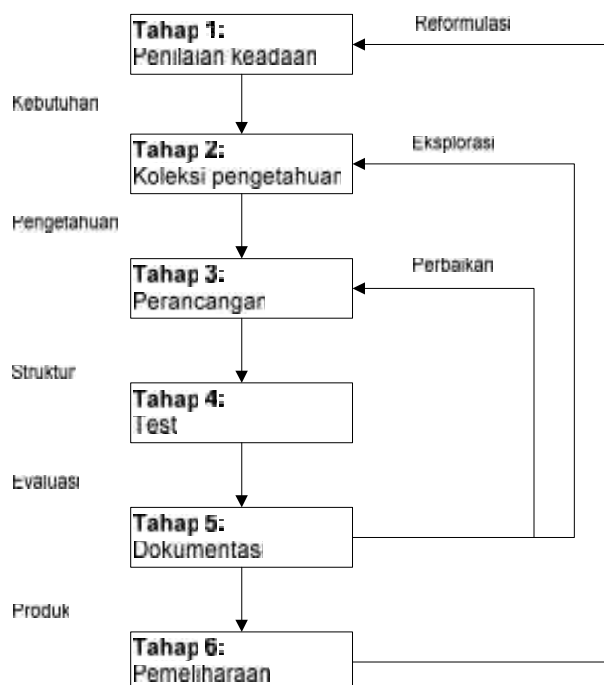 Tahap 1:
Penilaian keadaan
Reformulasi
Kebutuhan
Tahap 2:
Koleksi pengetahuan
Eksplorasi
Pengetahuan
Tahap 3:
Perancangan
Perbaikan
Struktur
Tahap 4:
Test
Evaluasi
Tahap 5:
Dokumentasi
Produk
Tahap 6:
Pemeliharaan